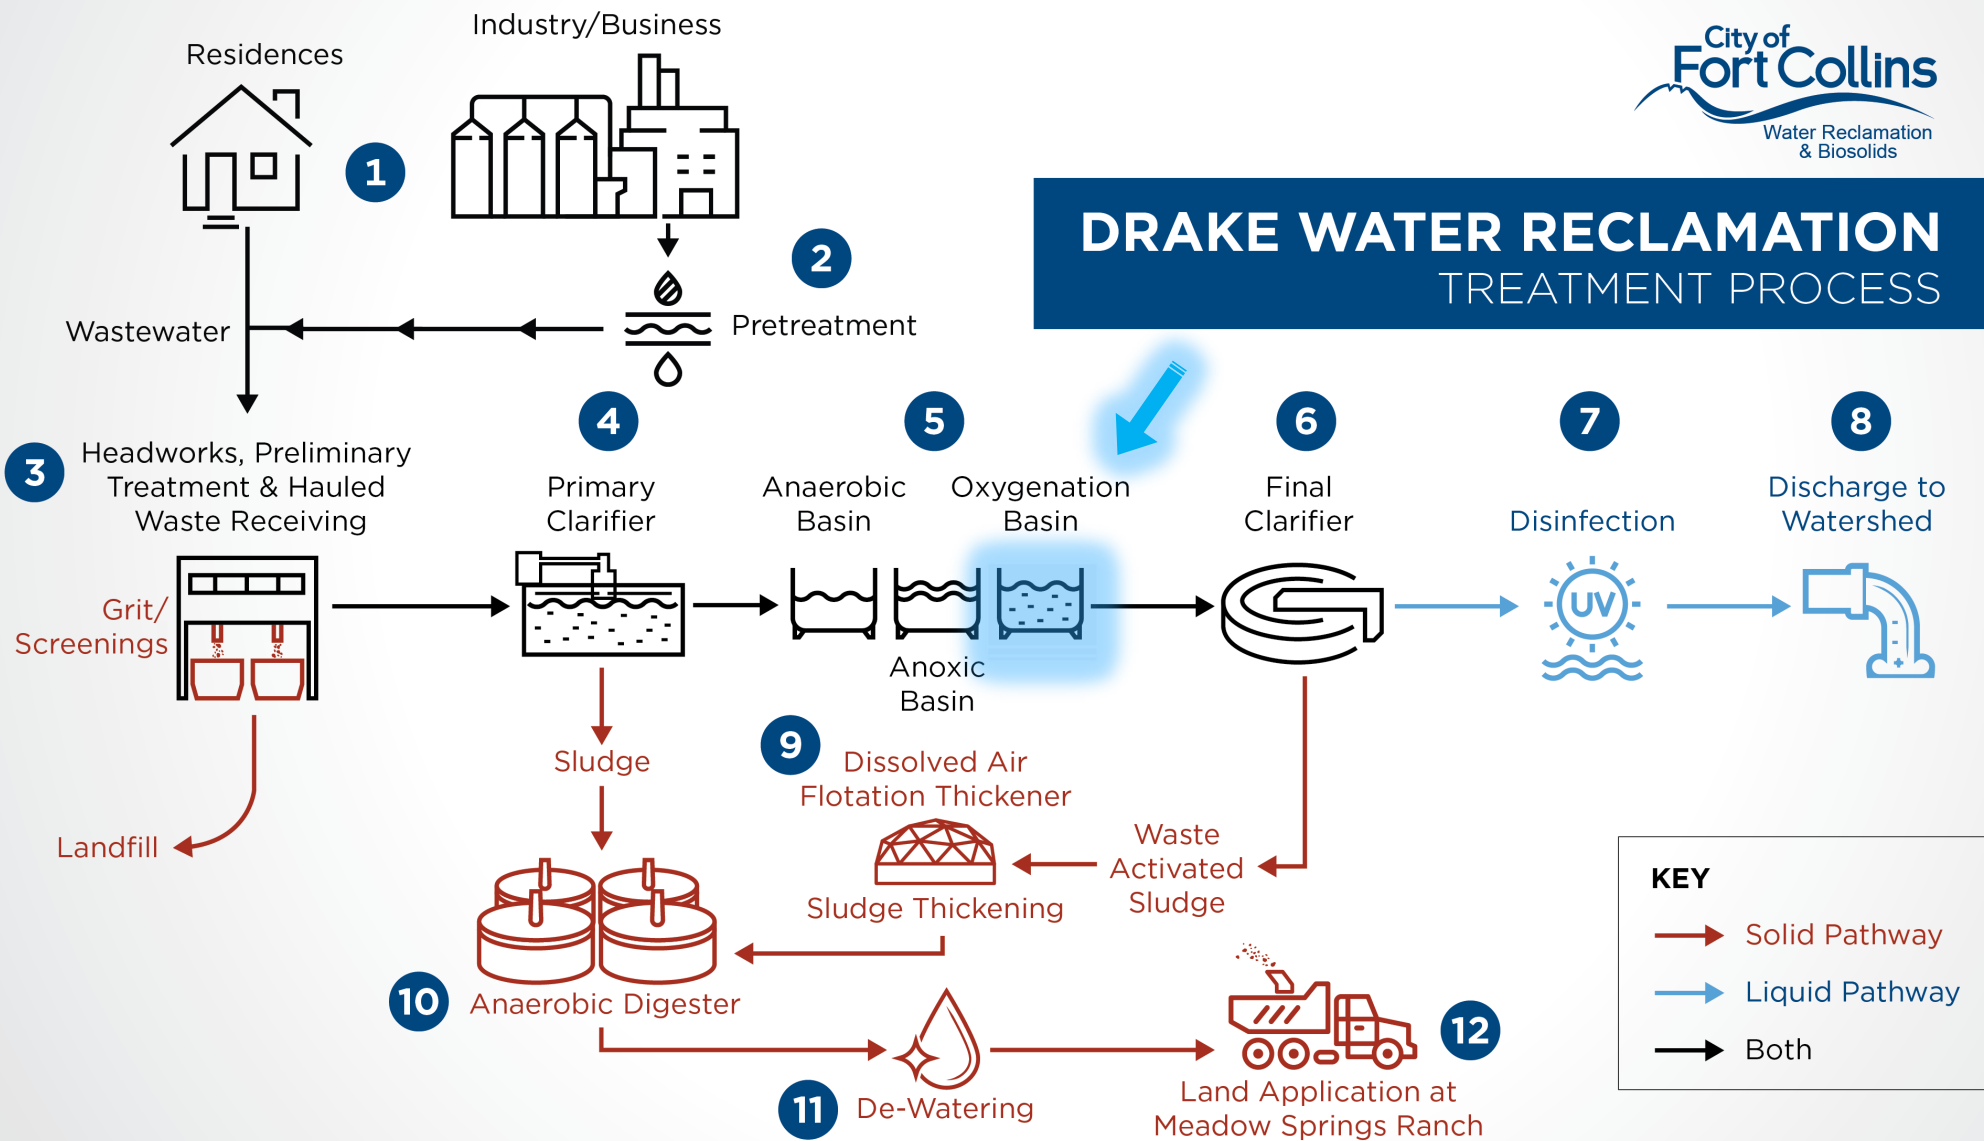 Residences
Industry/Business
City of
Fort Collins
Water Reclamation
& Biosolids
1
DRAKE WATER RECLAMATION
TREATMENT PROCESS
2
Wastewater
Pretreatment
3
Headworks, Preliminary
Treatment & Hauled
Waste Receiving
4
Primary
Clarifier
5
Anaerobic
Basin
Oxygenation
Basin
6
Final
Clarifier
7
Disinfection
8
Discharge to
Watershed
Grit/
Screenings
UV
Anoxic
Basin
Landfill
Sludge
9
Dissolved Air
Flotation Thickener
Sludge Thickening
Waste
Activated
Sludge
10
Anaerobic Digester
11
De-Watering
12
Land Application at
Meadow Springs Ranch
KEY
Solid Pathway
Liquid Pathway
Both